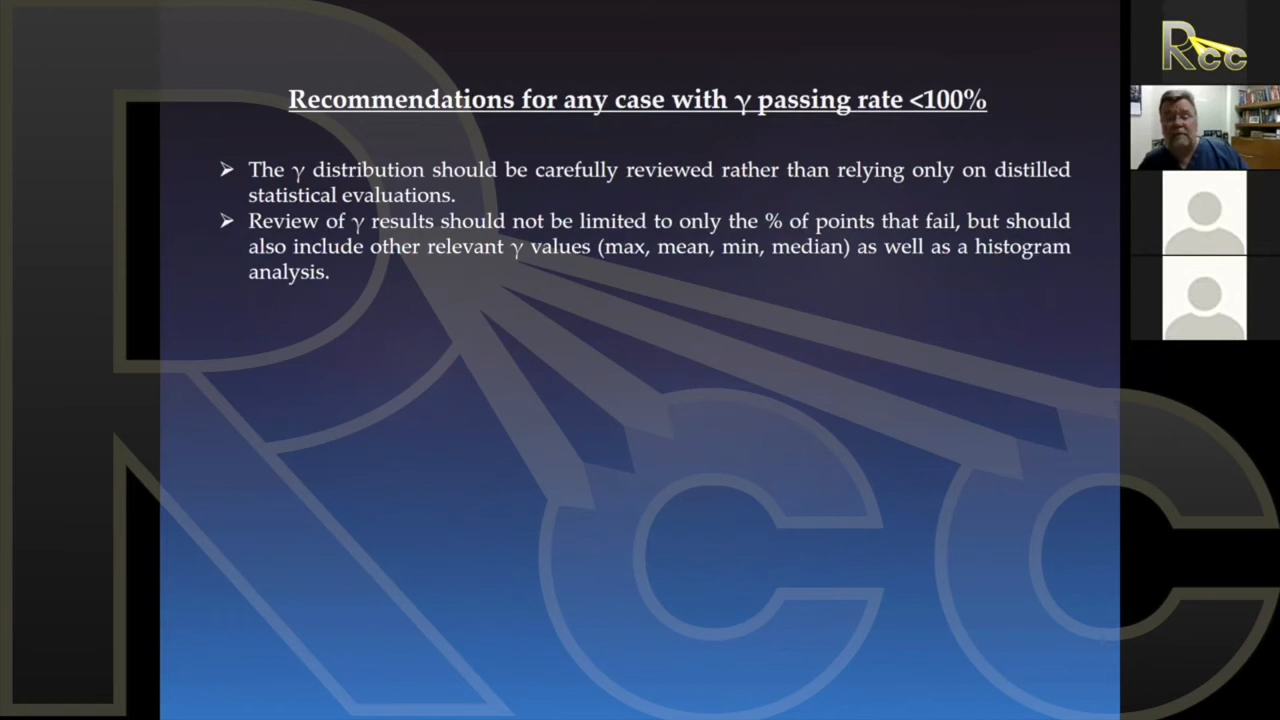 Recommendations for any case with γ passing rate <100%
➢ The γ distribution should be carefully reviewed rather than relying only on distilled
statistical evaluations.
➢ Review of γ results should not be limited to only the % of points that fail, but should
also include other relevant γ values (max, mean, min, median) as well as a histogram
analysis.
Rcc
Rcc